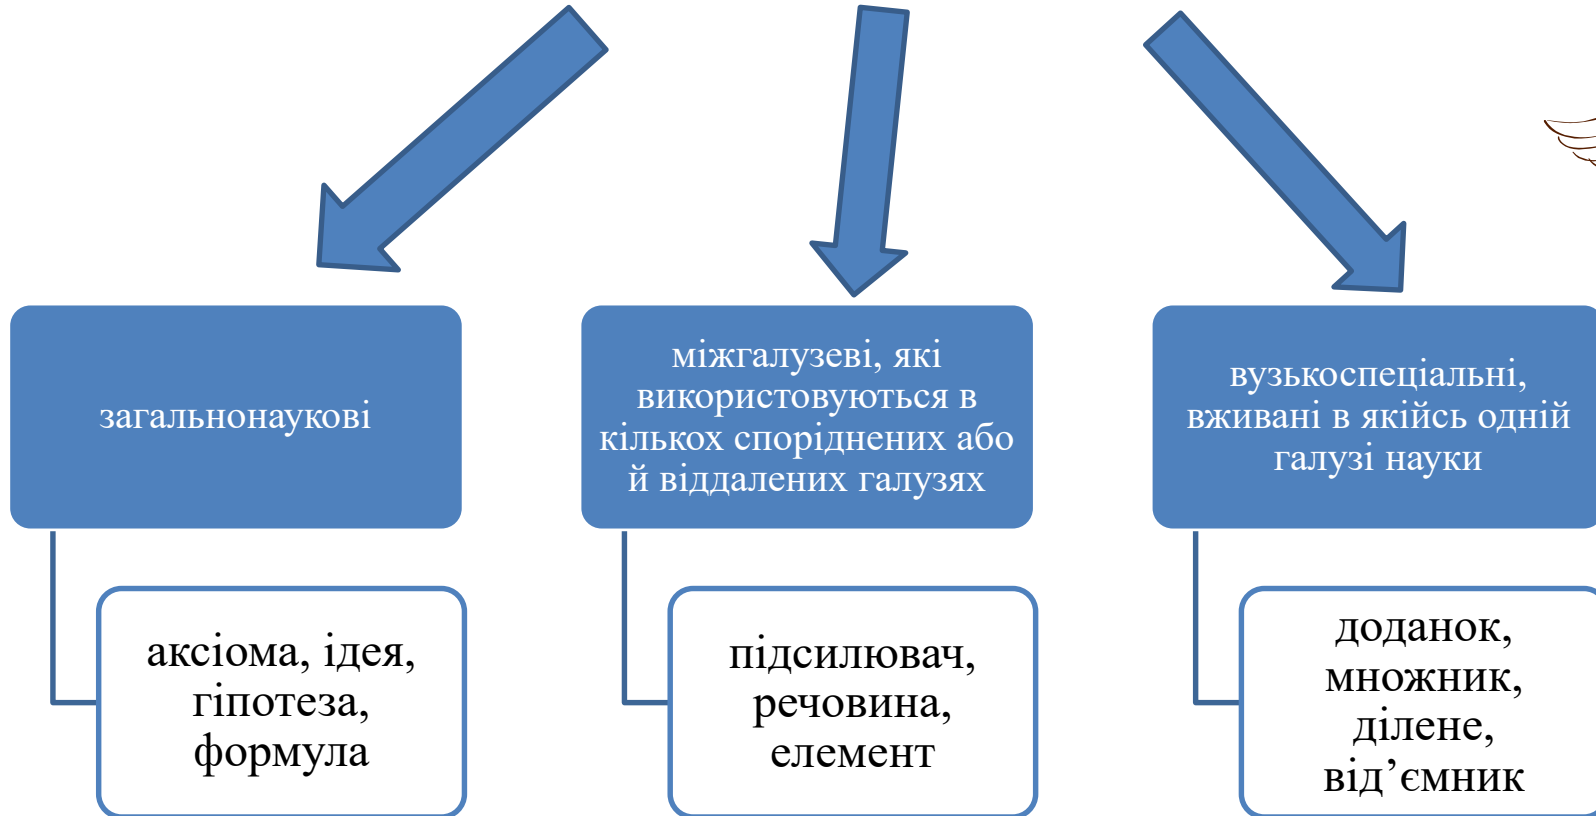 загальнонаукові
міжгалузеві, які
використовуються в
кількох споріднених або
й віддалених галузях
вузькоспеціальні,
вживані в якійсь одній
галузі науки
аксіома, ідея,
гіпотеза,
формула
підсилювач,
речовина,
елемент
доданок,
множник,
ділене,
від’ємник